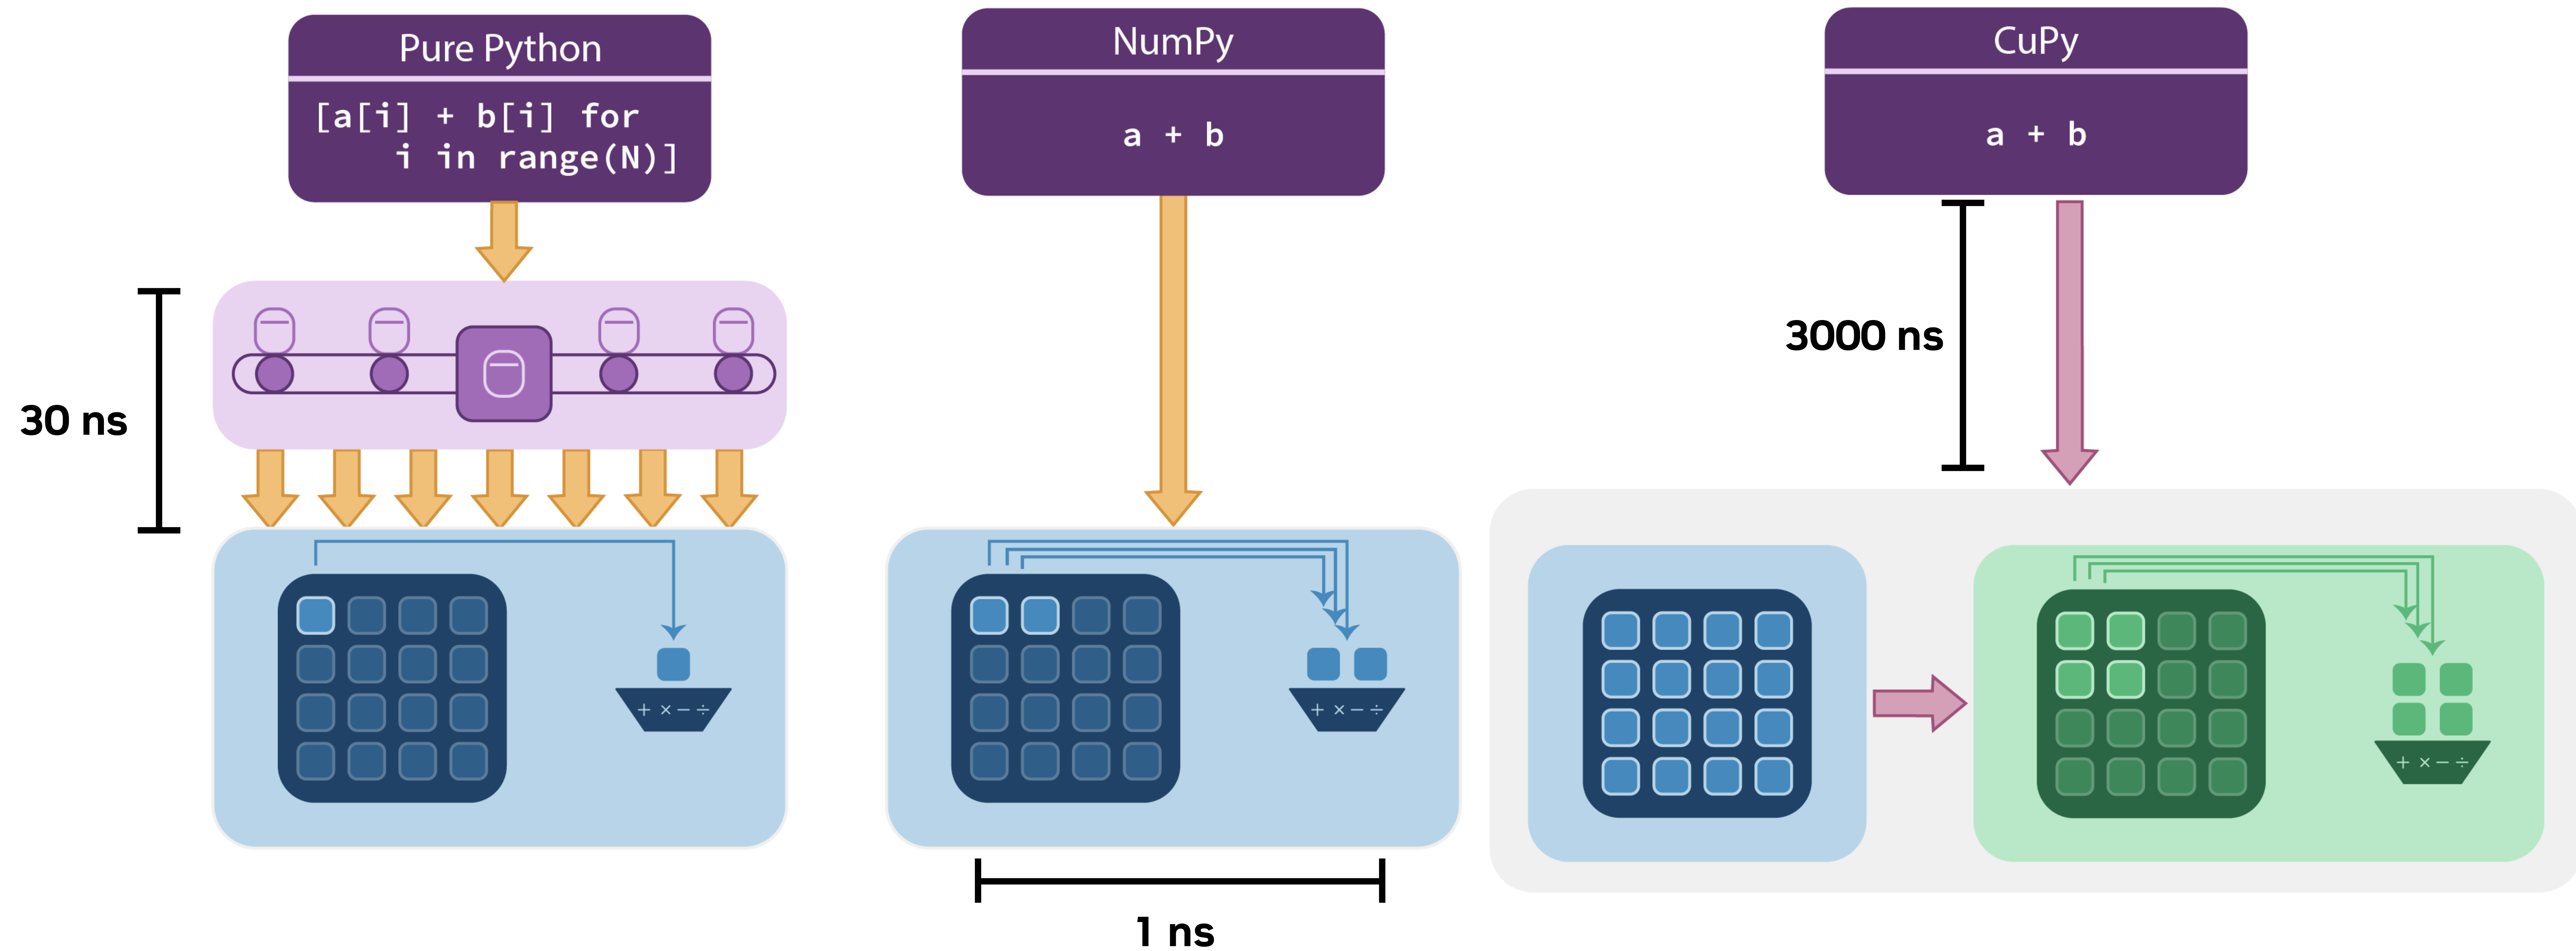 Pure Python
[a[i] + b[i] for
i in range(N)]
30 ns
+ × − ÷
NumPy
a + b
+ × − ÷
1 ns
CuPy
a + b
3000 ns
+ × − ÷